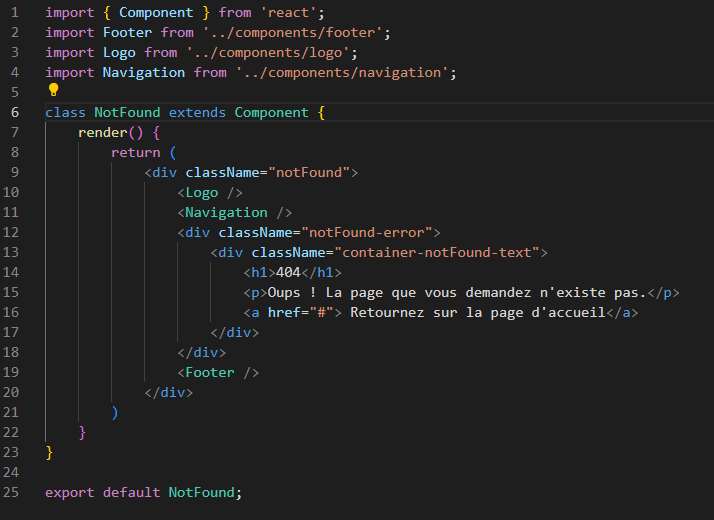 1 import { Component } from 'react';
2 import Footer from '../components/footer';
3 import Logo from '../components/logo';
4 import Navigation from '../components/navigation';
5
6 class NotFound extends Component {
7     render() {
8         return (
9             <div className="notFound">
10                 <Logo />
11                 <Navigation />
12                 <div className="notFound-error">
13                     <div className="container-notFound-text">
14                         <h1>404</h1>
15                         <p>Oups ! La page que vous demandez n'existe pas.</p>
16                         <a href="#"> Retournez sur la page d'accueil</a>
17                     </div>
18                 </div>
19                 <Footer />
20             </div>
21         )
22     }
23 }
24
25 export default NotFound;